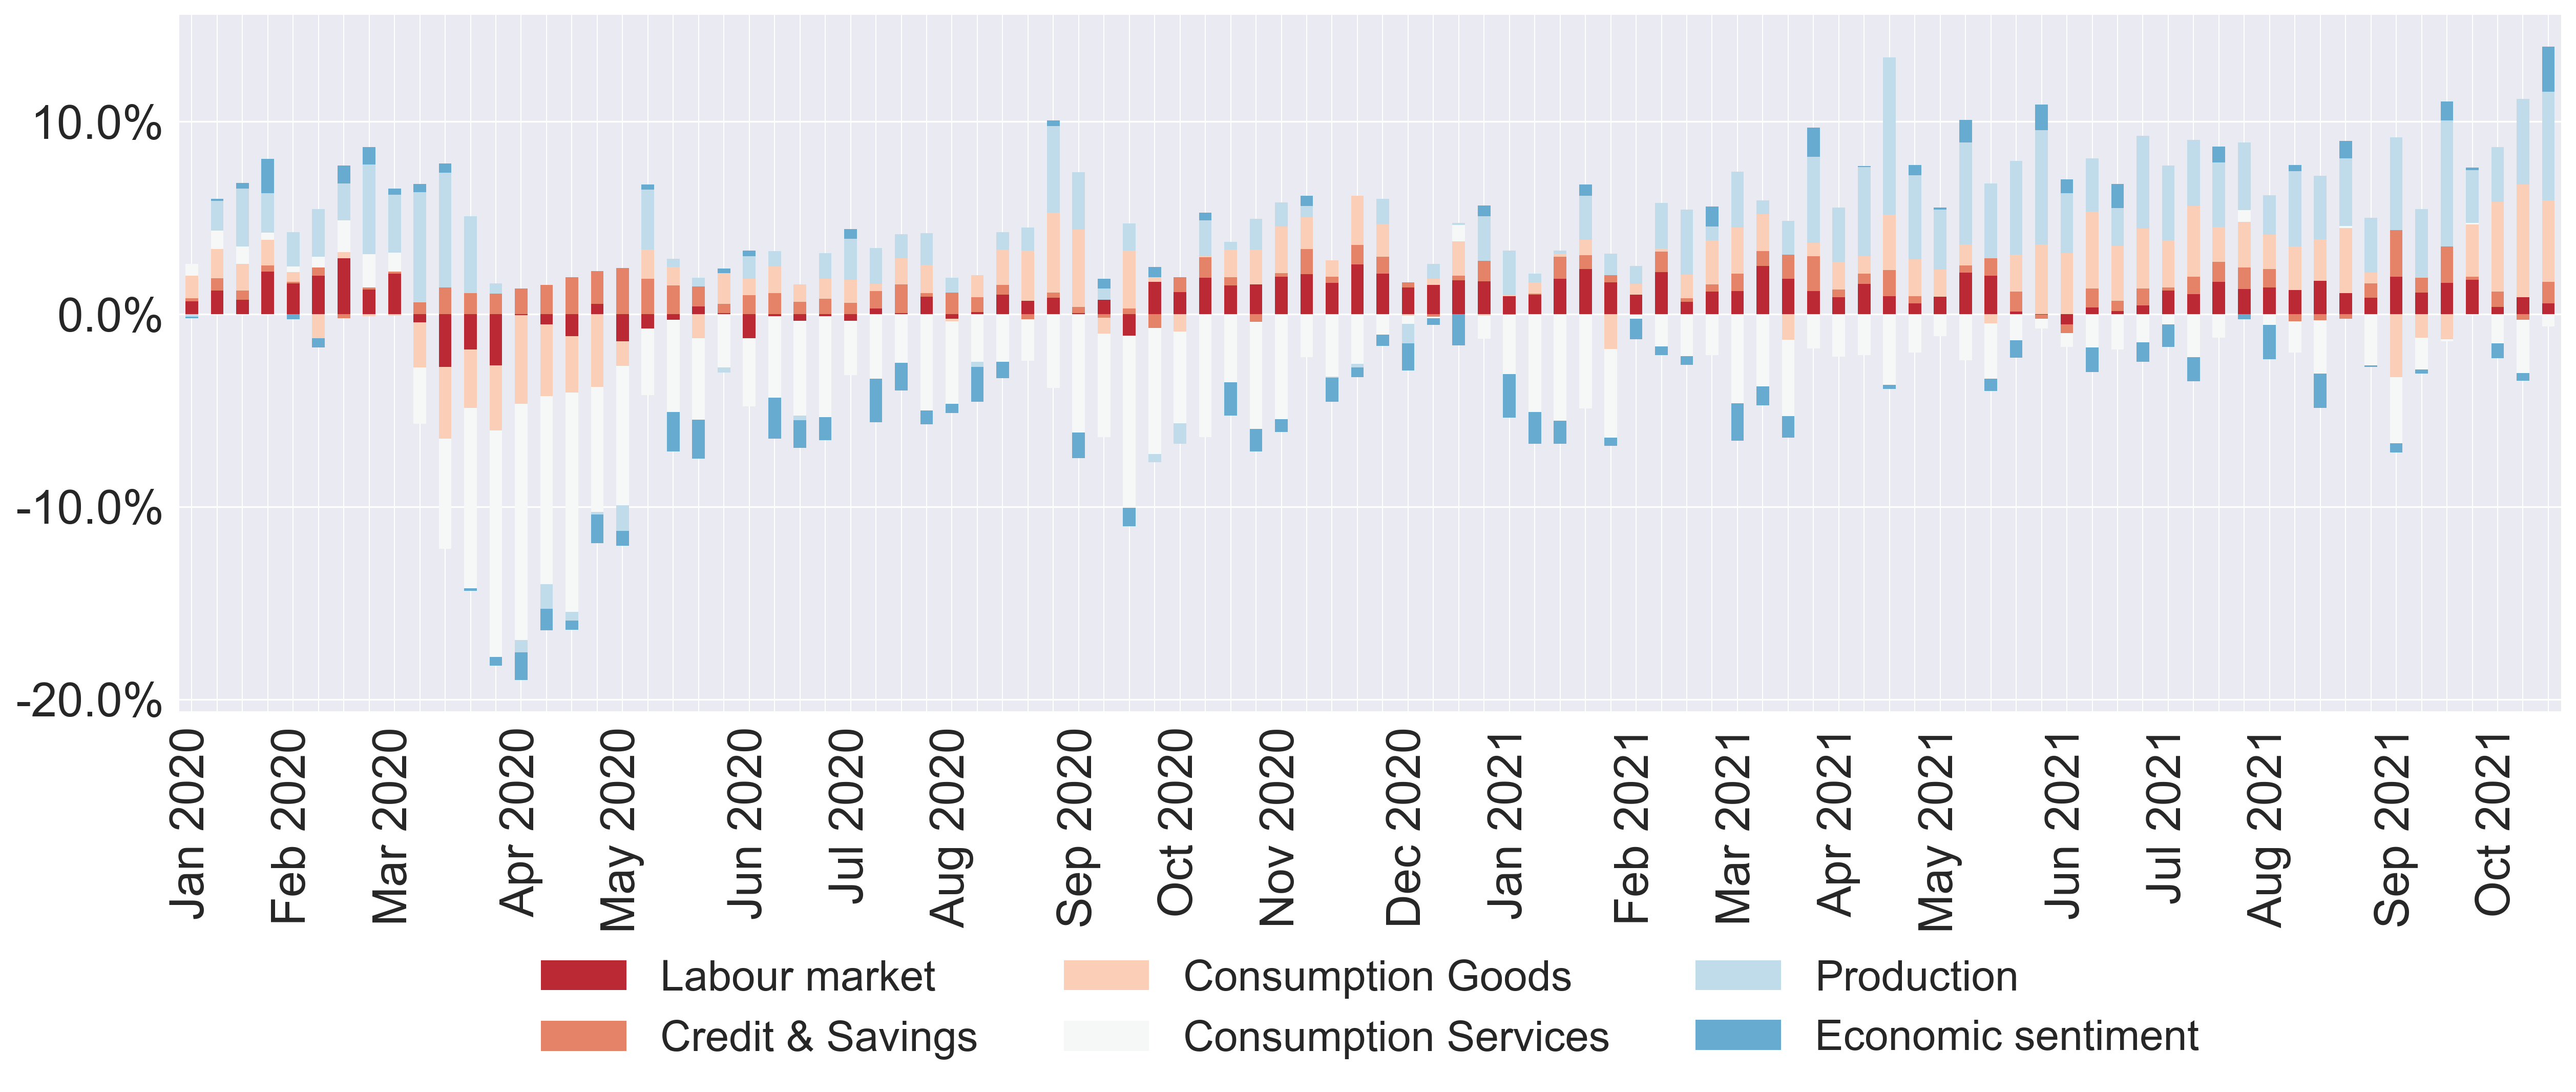 10.0%
0.0%
-10.0%
-20.0%
Jan 2020
Feb 2020
Mar 2020
Apr 2020
May 2020
Jun 2020
Jul 2020
Aug 2020
Sep 2020
Oct 2020
Nov 2020
Dec 2020
Jan 2021
Feb 2021
Mar 2021
Apr 2021
May 2021
Jun 2021
Jul 2021
Aug 2021
Sep 2021
Oct 2021
Labour market
Consumption Goods
Production
Credit & Savings
Consumption Services
Economic sentiment